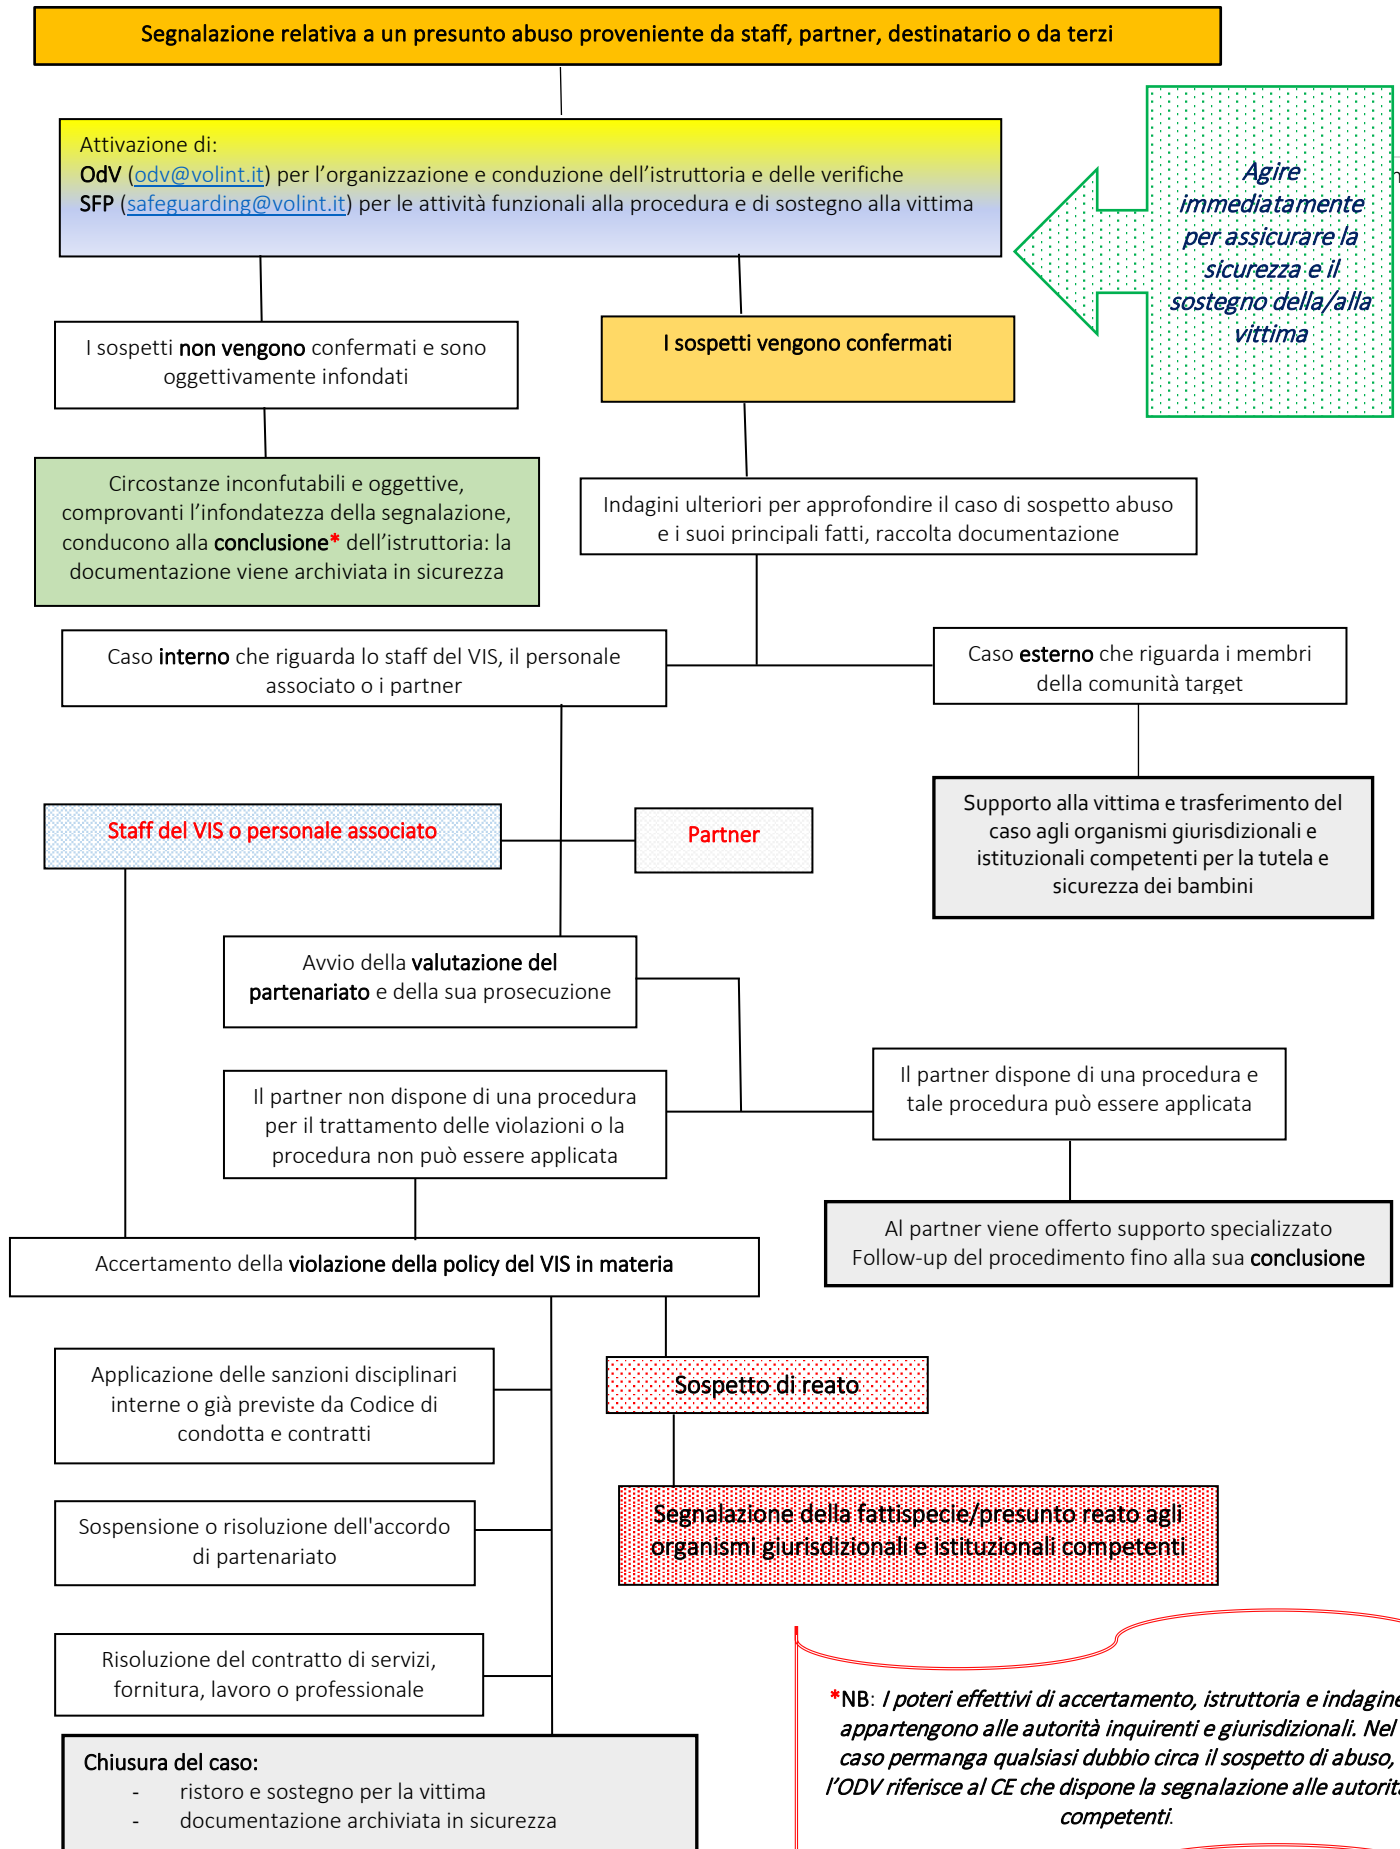 Segnalazione relativa a un presunto abuso proveniente da staff, partner, destinatario o da terzi
Attivazione di:
OdV (odv@volint.it) per l'organizzazione e conduzione dell'istruttoria e delle verifiche
SFP (safeguarding@volint.it) per le attività funzionali alla procedura e di sostegno alla vittima
Agire
immediatamente
per assicurare la
sicurezza e il
sostegno della/alla
vittima
I sospetti non vengono confermati e sono
oggettivamente infondati
I sospetti vengono confermati
Circostanze inconfutabili e oggettive,
comprovanti l'infondatezza della segnalazione,
conducono alla conclusione* dell'istruttoria: la
documentazione viene archiviata in sicurezza
Indagini ulteriori per approfondire il caso di sospetto abuso
e i suoi principali fatti, raccolta documentazione
Caso interno che riguarda lo staff del VIS, il personale
associato o i partner
Caso esterno che riguarda i membri
della comunità target
Supporto alla vittima e trasferimento del
caso agli organismi giurisdizionali e
istituzionali competenti per la tutela e
sicurezza dei bambini
Staff del VIS o personale associato
Partner
Avvio della valutazione del
partenariato e della sua prosecuzione
Il partner non dispone di una procedura
per il trattamento delle violazioni o la
procedura non può essere applicata
Il partner dispone di una procedura e
tale procedura può essere applicata
Al partner viene offerto supporto specializzato
Follow-up del procedimento fino alla sua conclusione
Accertamento della violazione della policy del VIS in materia
Applicazione delle sanzioni disciplinari
interne o già previste da Codice di
condotta e contratti
Sospetto di reato
Segnalazione della fattispecie/presunto reato agli
organismi giurisdizionali e istituzionali competenti
Sospensione o risoluzione dell'accordo
di partenariato
Risoluzione del contratto di servizi,
fornitura, lavoro o professionale
Chiusura del caso:
- ristoro e sostegno per la vittima
- documentazione archiviata in sicurezza
*NB: I poteri effettivi di accertamento, istruttoria e indagine
appartengono alle autorità inquirenti e giurisdizionali. Nel
caso permanga qualsiasi dubbio circa il sospetto di abuso,
l'ODV riferisce al CE che dispone la segnalazione alle autorità
competenti.